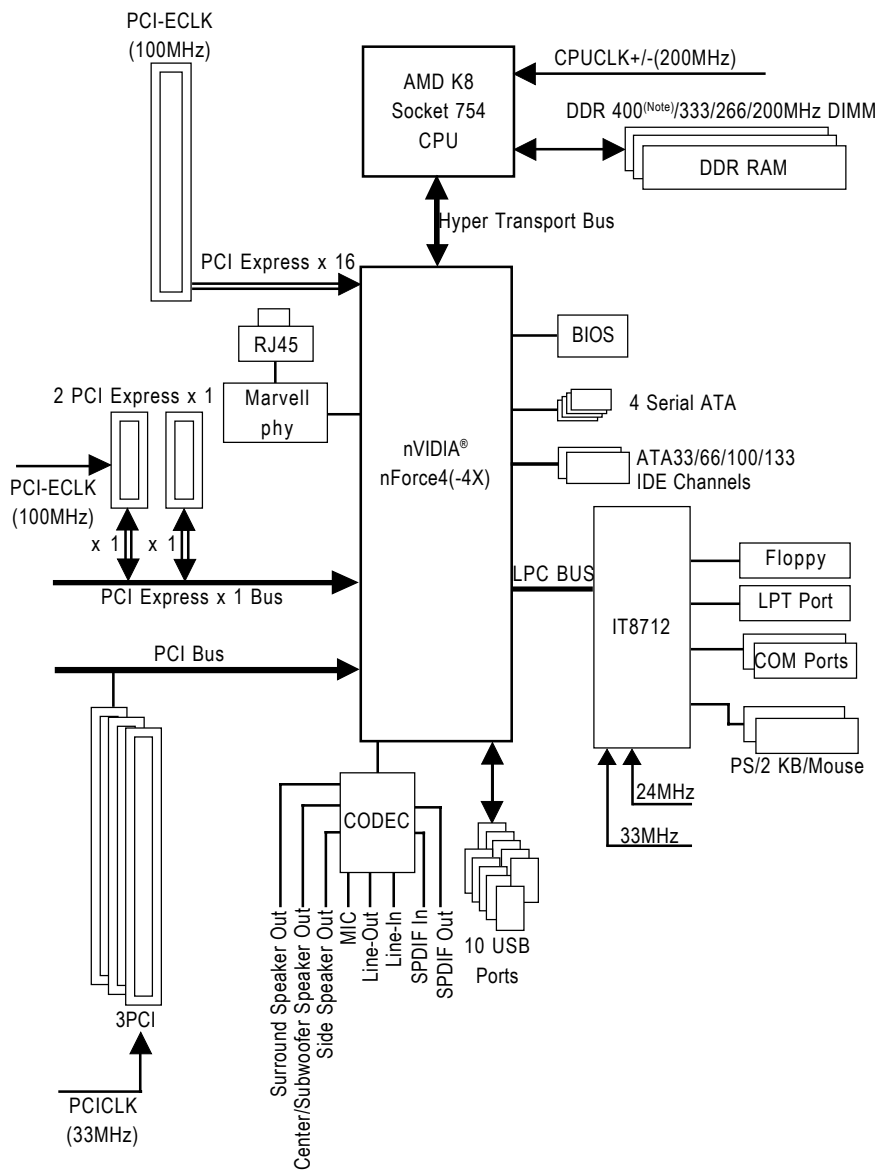 PCI-ECLK
(100MHz)
AMD K8
Socket 754
CPU
CPUCLK+/-(200MHz)
DDR 400(Note)/333/266/200MHz DIMM
DDR RAM
Hyper Transport Bus
PCI Express x 16
RJ45
Marvell
phy
2 PCI Express x 1
PCI-ECLK
(100MHz)
x 1
x 1
PCI Express x 1 Bus
PCI Bus
nVIDIA®
nForce4(-4X)
BIOS
4 Serial ATA
ATA33/66/100/133
IDE Channels
LPC BUS
IT8712
Floppy
LPT Port
COM Ports
PS/2 KB/Mouse
24MHz
33MHz
CODEC
Surround Speaker Out
Center/Subwoofer Speaker Out
Side Speaker Out
MIC
Line-Out
Line-In
SPDIF In
SPDIF Out
10 USB
Ports
3PCI
PCICLK
(33MHz)